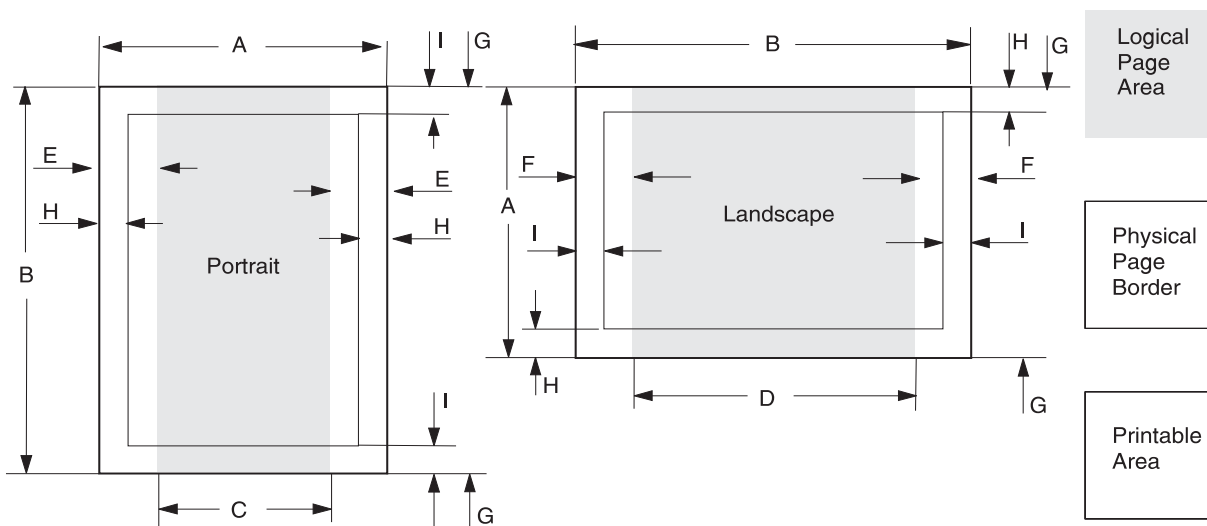 A
I
G
E
E
H
H
B
Portrait
I
C
G
B
H
G
F
F
A
Landscape
I
I
H
D
G
Logical
Page
Area
Physical
Page
Border
Printable
Area